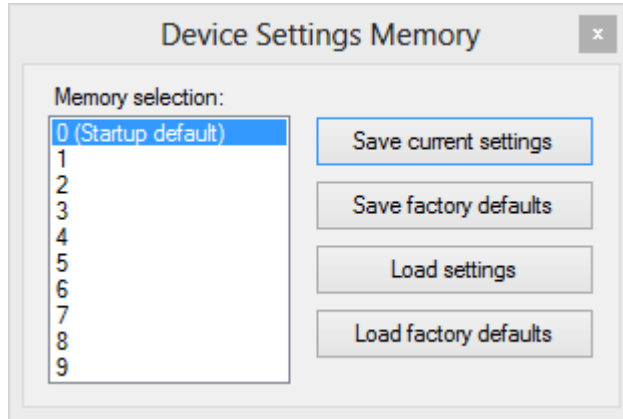 Device Settings Memory
x
Memory selection:
0 (Startup default)
1
2
3
4
5
6
7
8
9
Save current settings
Save factory defaults
Load settings
Load factory defaults